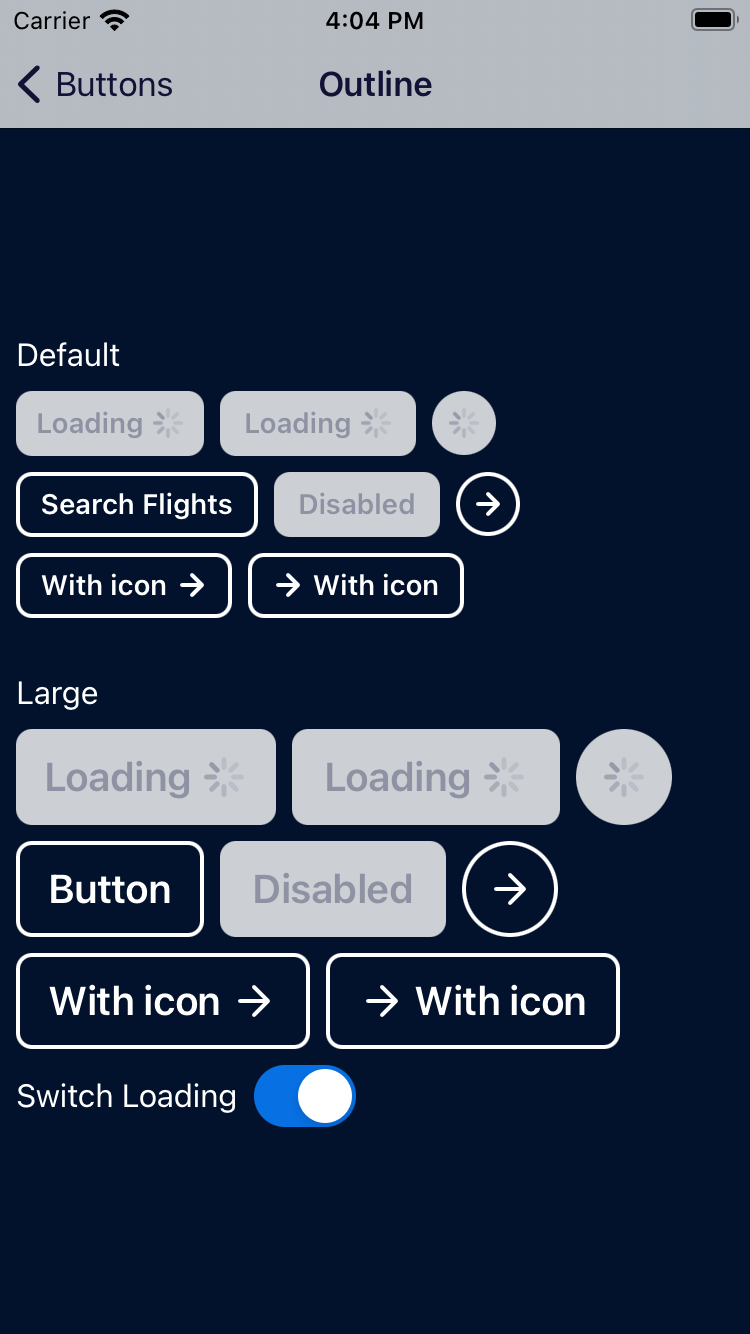 Carrier 4:04 PM
Buttons Outline
Default
Loading Loading
Search Flights Disabled
With icon With icon
Large
Loading Loading
Button Disabled
With icon With icon
Switch Loading